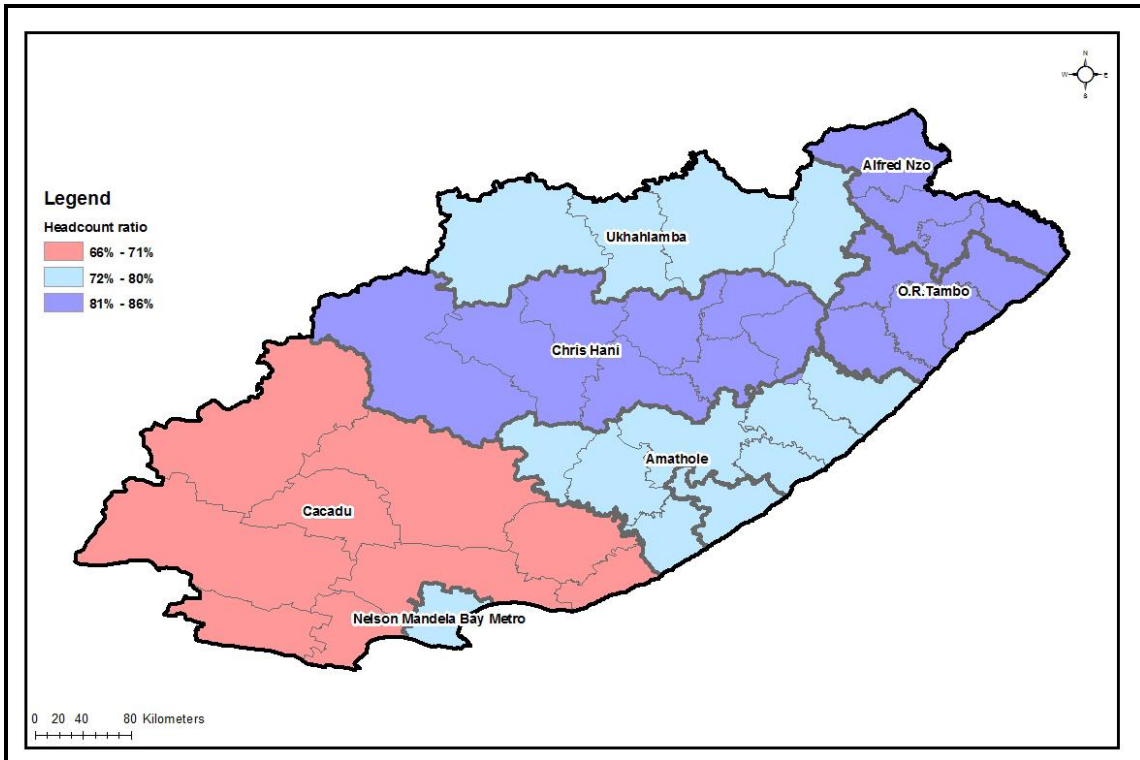 N
W
E
S
Alfred Nzo
Legend
Headcount ratio
66% - 71%
72% - 80%
81% - 86%
Ukhahlamba
O.R.Tambo
Chris Hani
Amathole
Cacadu
Nelson Mandela Bay Metro
0 20 40 80 Kilometers